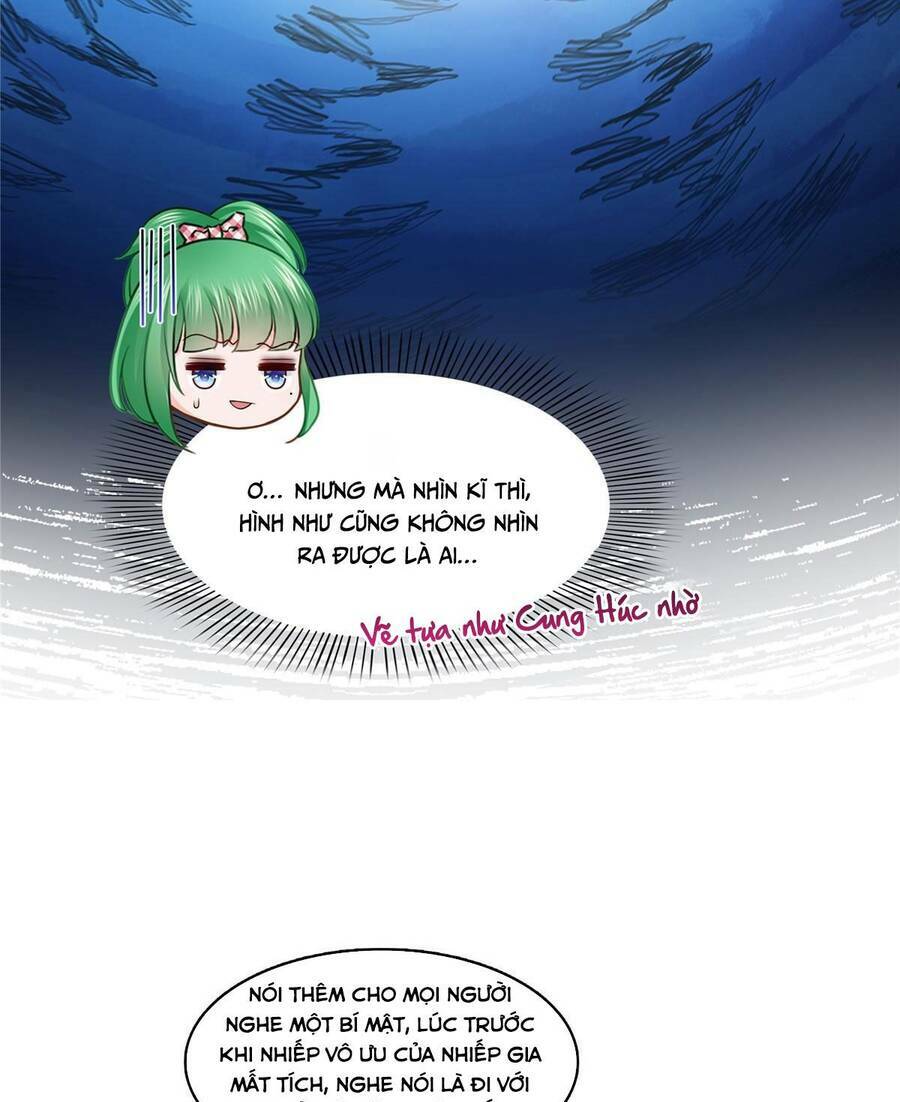 Ơ... NHƯNG MÀ NHÌN KĨ THÌ,
HÌNH NHƯ CŨNG KHÔNG NHÌN
RA ĐƯỢC LÀ AI...
Vẽ tựa như Cung Húc nhờ
NÓI THÊM CHO MỌI NGƯỜI
NGHE MỘT BÍ MẬT, LÚC TRƯỚC
KHI NHIẾP VÔ ƯU CỦA NHIẾP GIA
MẤT TÍCH, NGHE NÓI LÀ ĐI VỚI